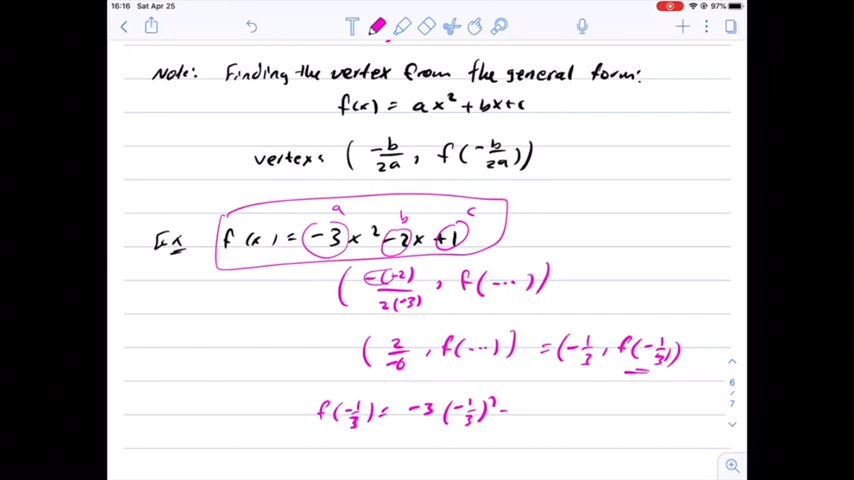 16:16 Sat Apr 25
97%
Note: Finding the vertex from the general form:
f(x) = ax² + bx + c
vertex: ( -b/2a , f( -b/2a ) )
a b c
Ex f(x) = -3x² -2x +1
( -(-2)/2(-3) , f(...) )
( 2/-6 , f(...) ) = ( -1/3 , f(-1/3) )
f(-1/3) = -3 (-1/3)² -
6
/
7